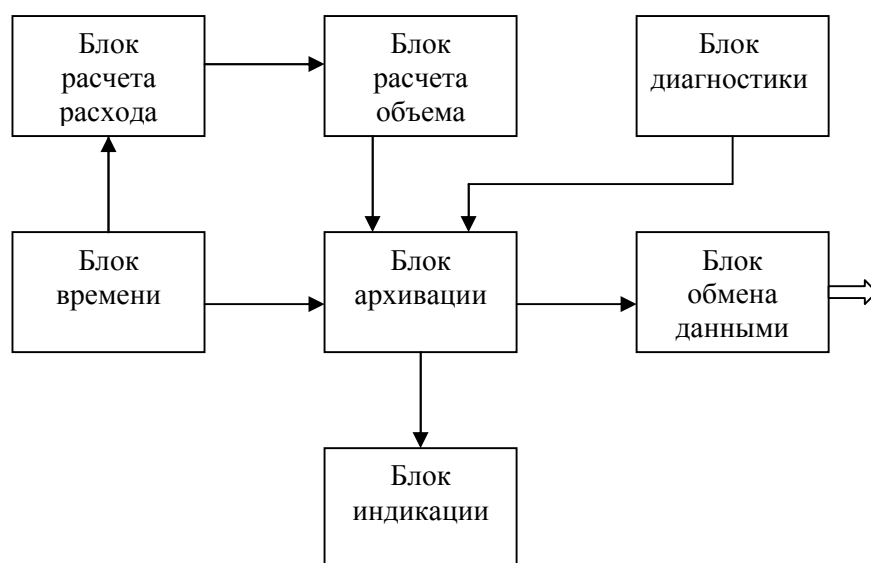 Блок
расчета
расхода
Блок
расчета
объема
Блок
диагностики
Блок
времени
Блок
архивации
Блок
обмена
данными
Блок
индикации